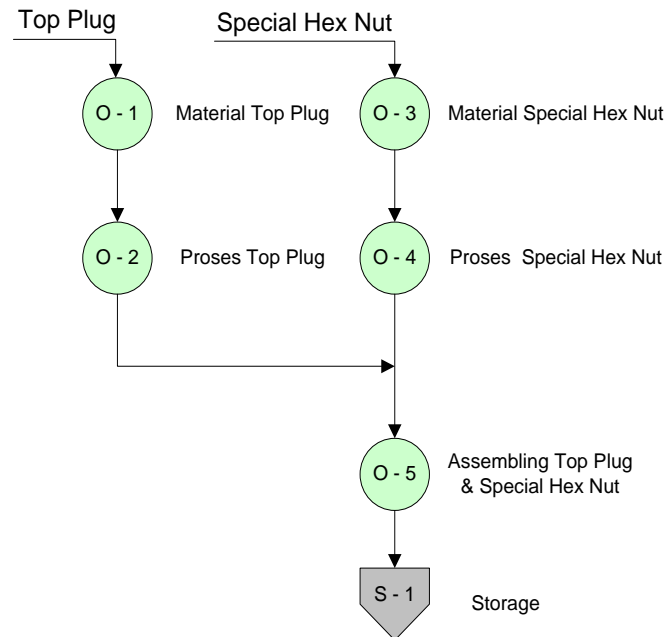 Top Plug
Special Hex Nut
O - 1
Material Top Plug
O - 3
Material Special Hex Nut
O - 2
Proses Top Plug
O - 4
Proses  Special Hex Nut
O - 5
Assembling Top Plug
& Special Hex Nut
S - 1
Storage